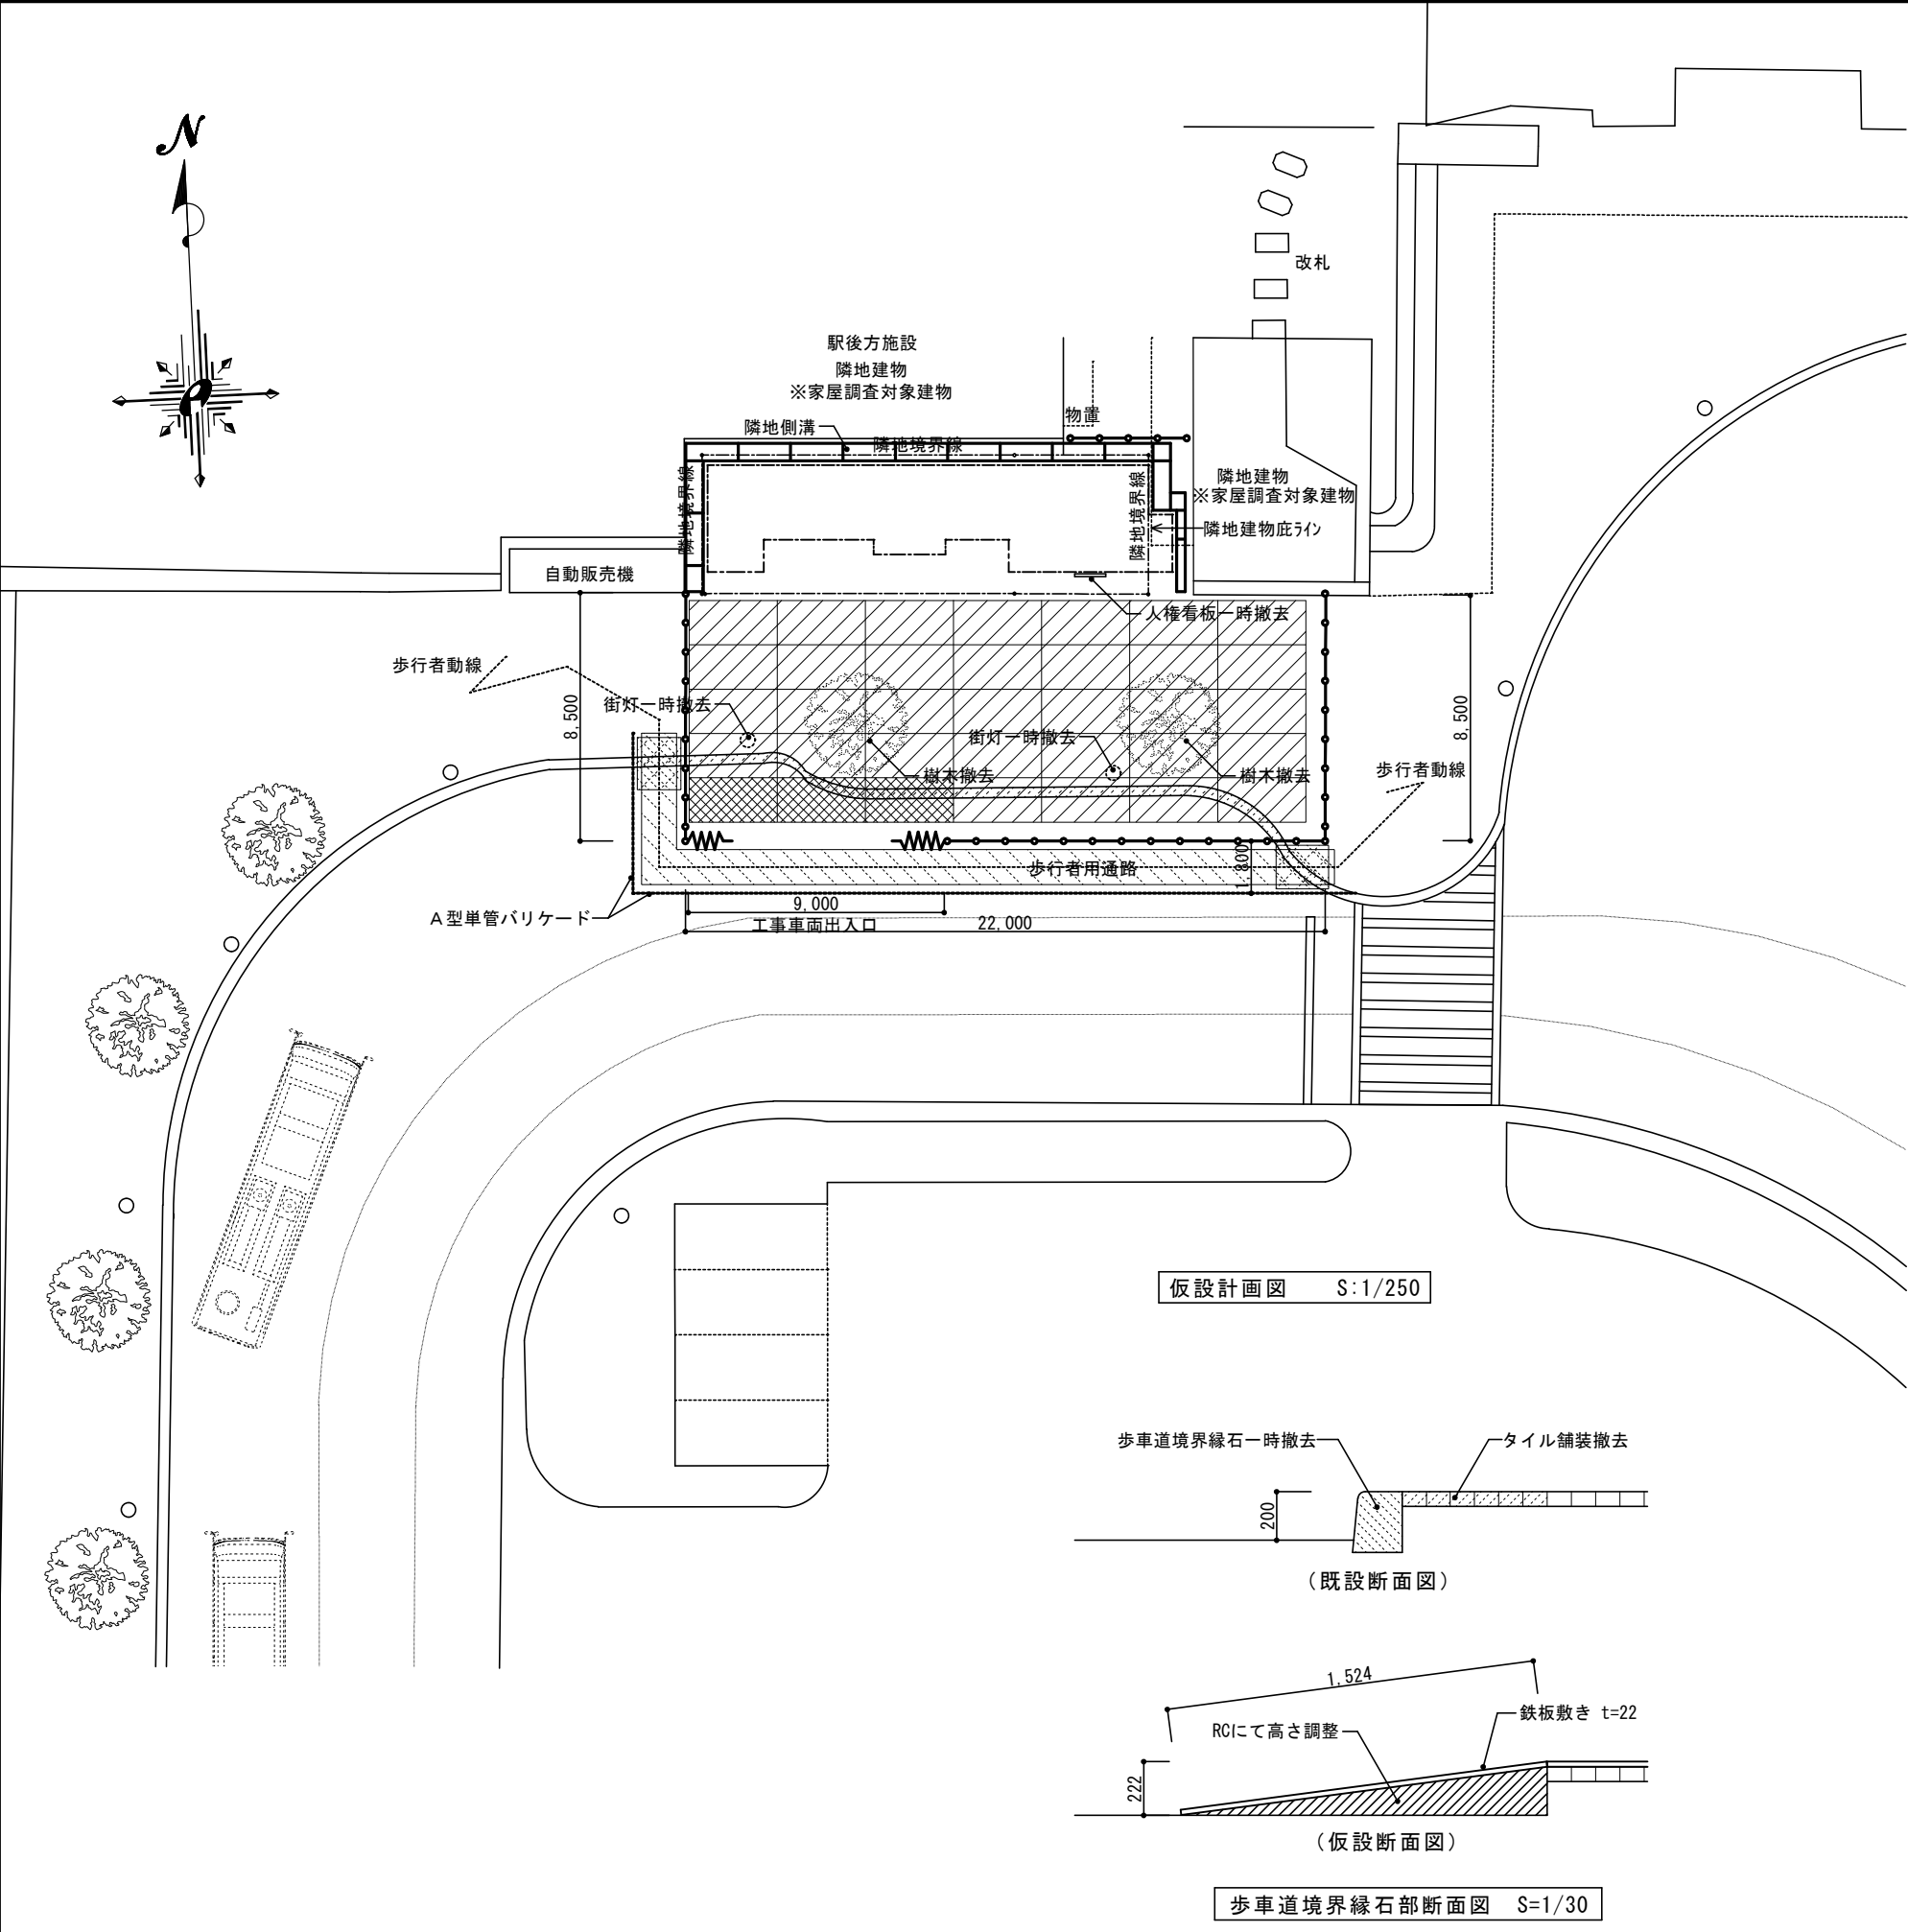 N
改札
駅後方施設
隣地建物
※家屋調査対象建物
物置
隣地側溝
隣地境界線
隣地境界線
隣地境界線
隣地建物
※家屋調査対象建物
隣地建物庇ﾗｲﾝ
自動販売機
人権看板一時撤去
歩行者動線
街灯一時撤去
8,500
8,500
街灯一時撤去
樹木撤去
樹木撤去
歩行者動線
歩行者用通路
1,800
A型単管バリケード
9,000
工事車両出入口
22,000
仮設計画図 S:1/250
歩車道境界縁石一時撤去
タイル舗装撤去
200
(既設断面図)
1,524
鉄板敷き t=22
RCにて高さ調整
222
(仮設断面図)
歩車道境界縁石部断面図 S=1/30